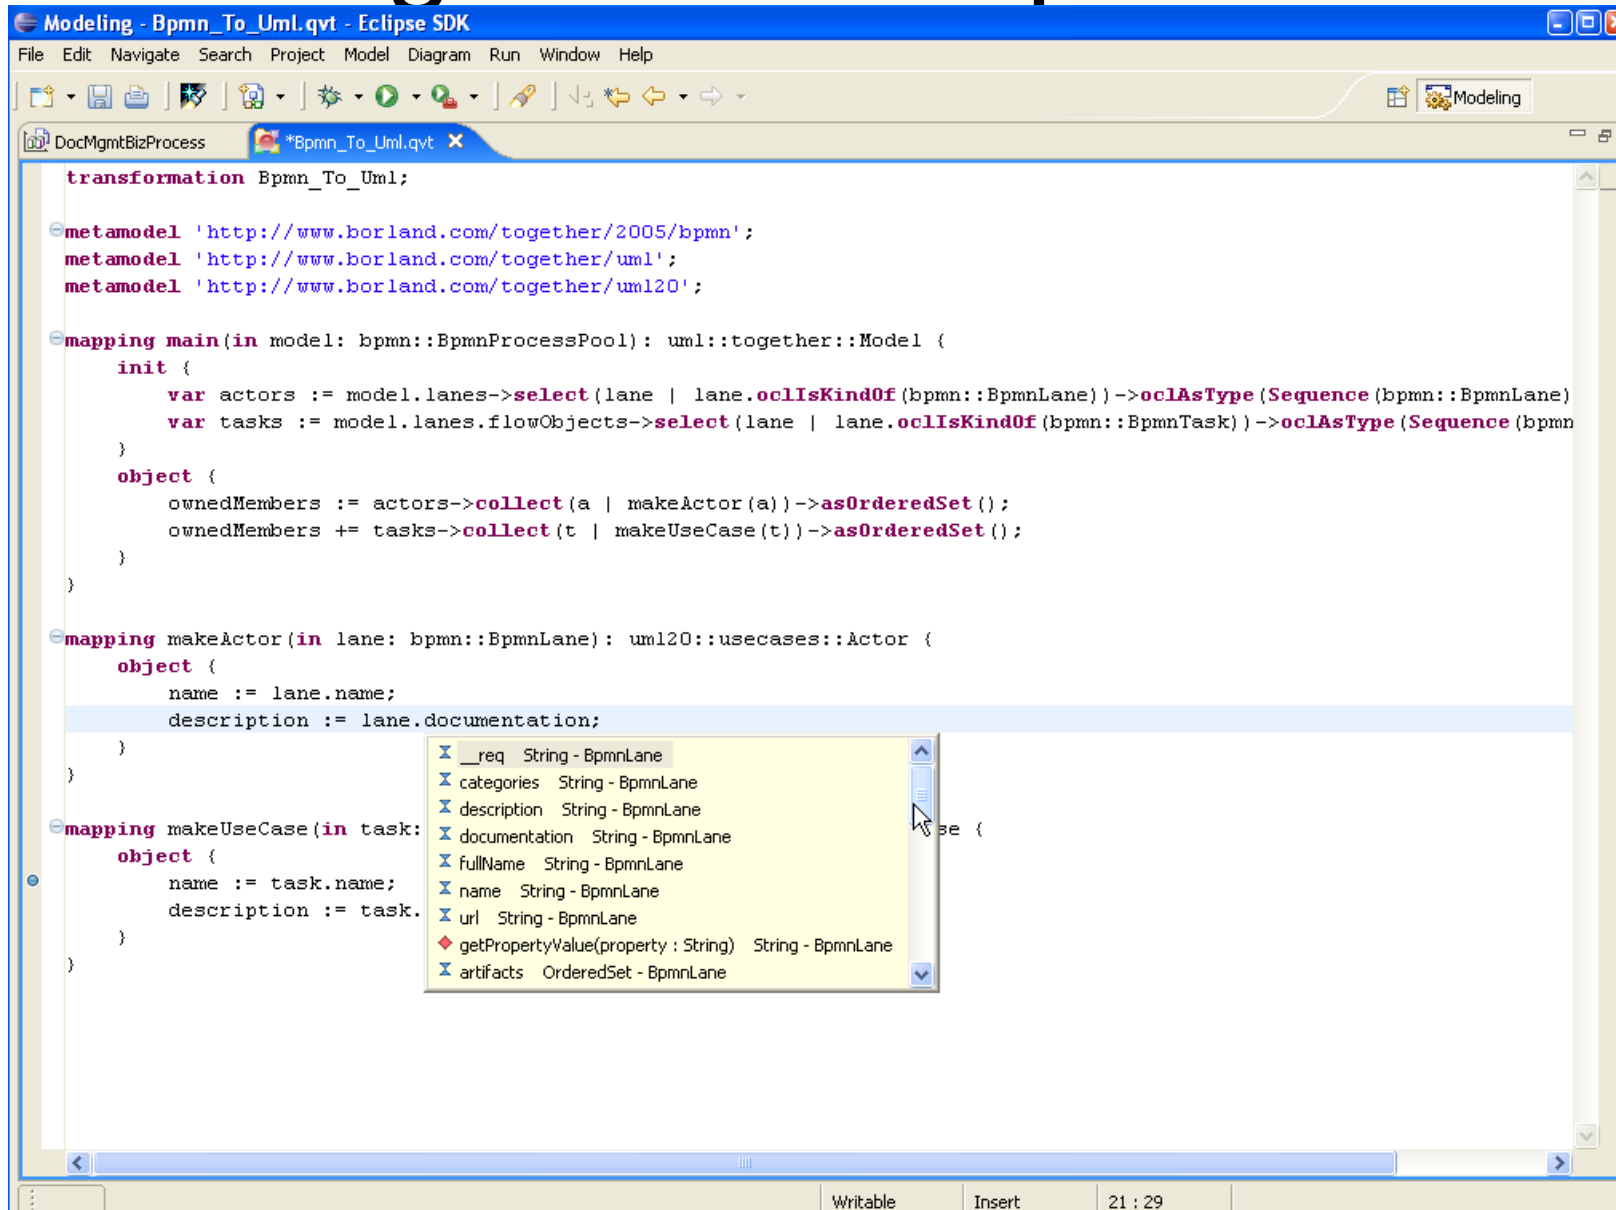 Modeling - Bpmn_To_Uml.qvt - Eclipse SDK
File Edit Navigate Search Project Model Diagram Run Window Help
Modeling
DocMgmtBizProcess *Bpmn_To_Uml.qvt
transformation Bpmn_To_Uml;
metamodel 'http://www.borland.com/together/2005/bpmn';
metamodel 'http://www.borland.com/together/uml';
metamodel 'http://www.borland.com/together/uml20';
mapping main(in model: bpmn::BpmnProcessPool): uml::together::Model {
init {
var actors := model.lanes->select(lane | lane.oclIsKindOf(bpmn::BpmnLane))->oclAsType(Sequence(bpmn::BpmnLane)
var tasks := model.lanes.flowObjects->select(lane | lane.oclIsKindOf(bpmn::BpmnTask))->oclAsType(Sequence(bpmn
}
object {
ownedMembers := actors->collect(a | makeActor(a))->asOrderedSet();
ownedMembers += tasks->collect(t | makeUseCase(t))->asOrderedSet();
}
}
mapping makeActor(in lane: bpmn::BpmnLane): uml20::usecases::Actor {
object {
name := lane.name;
description := lane.documentation;
}
}
__req String - BpmnLane
categories String - BpmnLane
description String - BpmnLane
documentation String - BpmnLane
fullName String - BpmnLane
name String - BpmnLane
url String - BpmnLane
getPropertyValue(property : String) String - BpmnLane
artifacts OrderedSet - BpmnLane
mapping makeUseCase(in task: se {
object {
name := task.name;
description := task.
}
}
Writable Insert 21 : 29